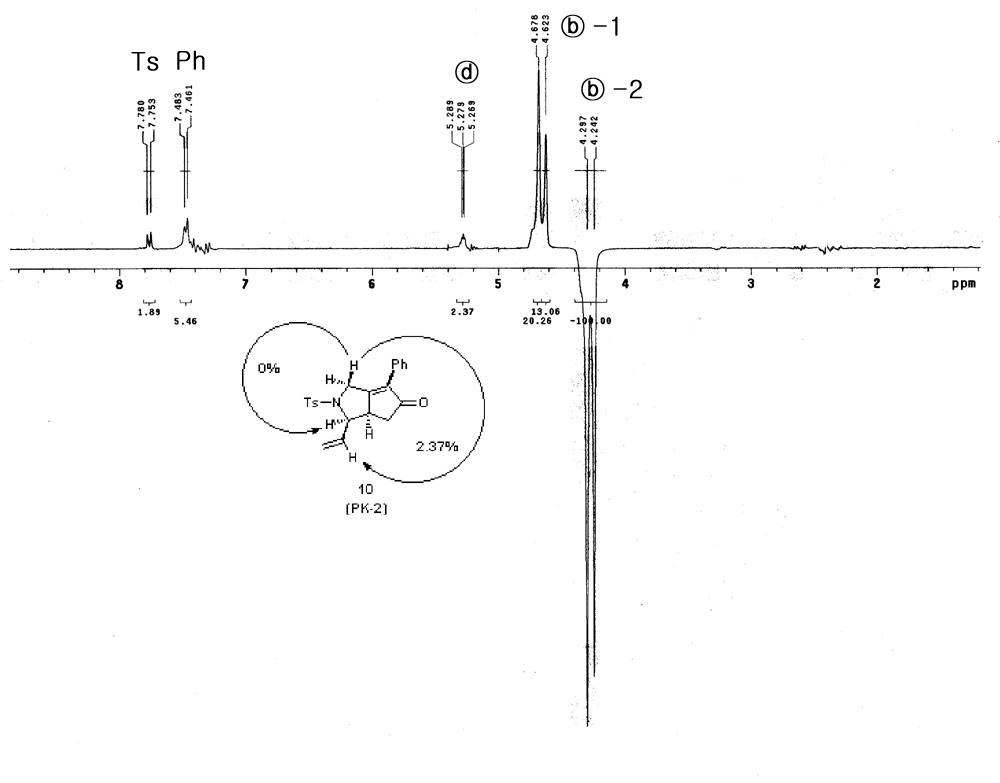 Ts Ph
ⓓ
ⓑ -1
ⓑ -2
7.780
7.753
7.483
7.461
5.289
5.279
5.269
4.678
4.623
4.297
4.242
8 7 6 5 4 3 2 ppm
1.89
5.46
2.37
20.26
13.06
-100.00
0%
H
Ph
H
Ts-N
O
H
H
H
2.37%
10
(PK-2)